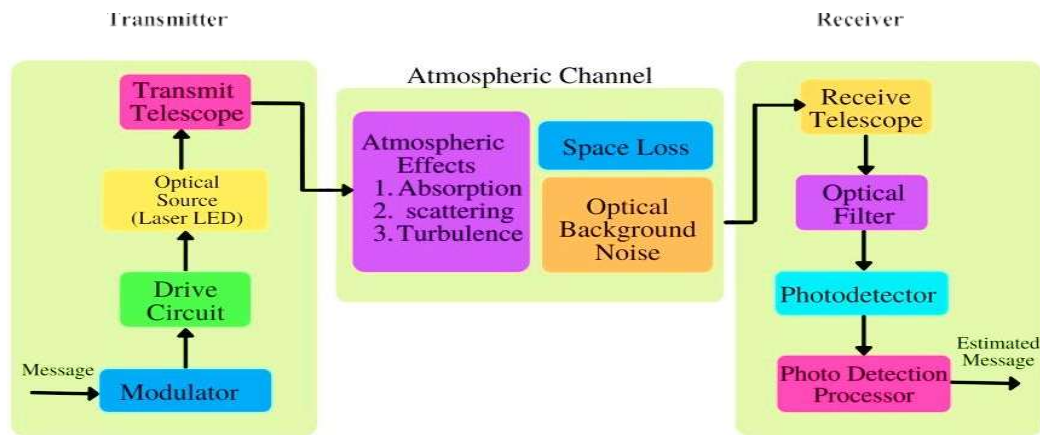 Transmitter
Transmit
Telescope
Optical
Source
(Laser LED)
Drive
Circuit
Message
Modulator
Atmospheric Channel
Atmospheric
Effects
1. Absorption
2. scattering
3. Turbulence
Space Loss
Optical
Background
Noise
Receiver
Receive
Telescope
Optical
Filter
Photodetector
Photo Detection
Processor
Estimated
Message